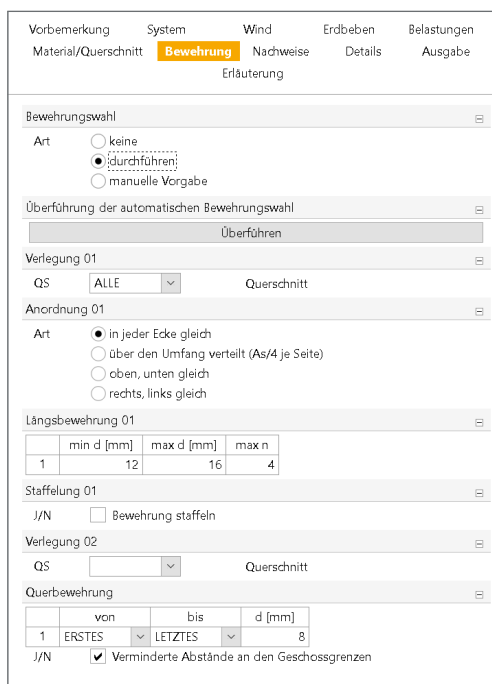 Vorbemerkung System Wind Erdbeben Belastungen
Material/Querschnitt Bewehrung Nachweise Details Ausgabe
Erläuterung
Bewehrungswahl
Art keine
durchführen
manuelle Vorgabe
Überführung der automatischen Bewehrungswahl
Überführen
Verlegung 01
QS ALLE Querschnitt
Anordnung 01
Art in jeder Ecke gleich
über den Umfang verteilt (As/4 je Seite)
oben, unten gleich
rechts, links gleich
Längsbewehrung 01
min d [mm] max d [mm] max n
1 12 16 4
Staffelung 01
J/N Bewehrung staffeln
Verlegung 02
QS Querschnitt
Querbewehrung
von bis d [mm]
1 ERSTES LETZTES 8
J/N Verminderte Abstände an den Geschossgrenzen